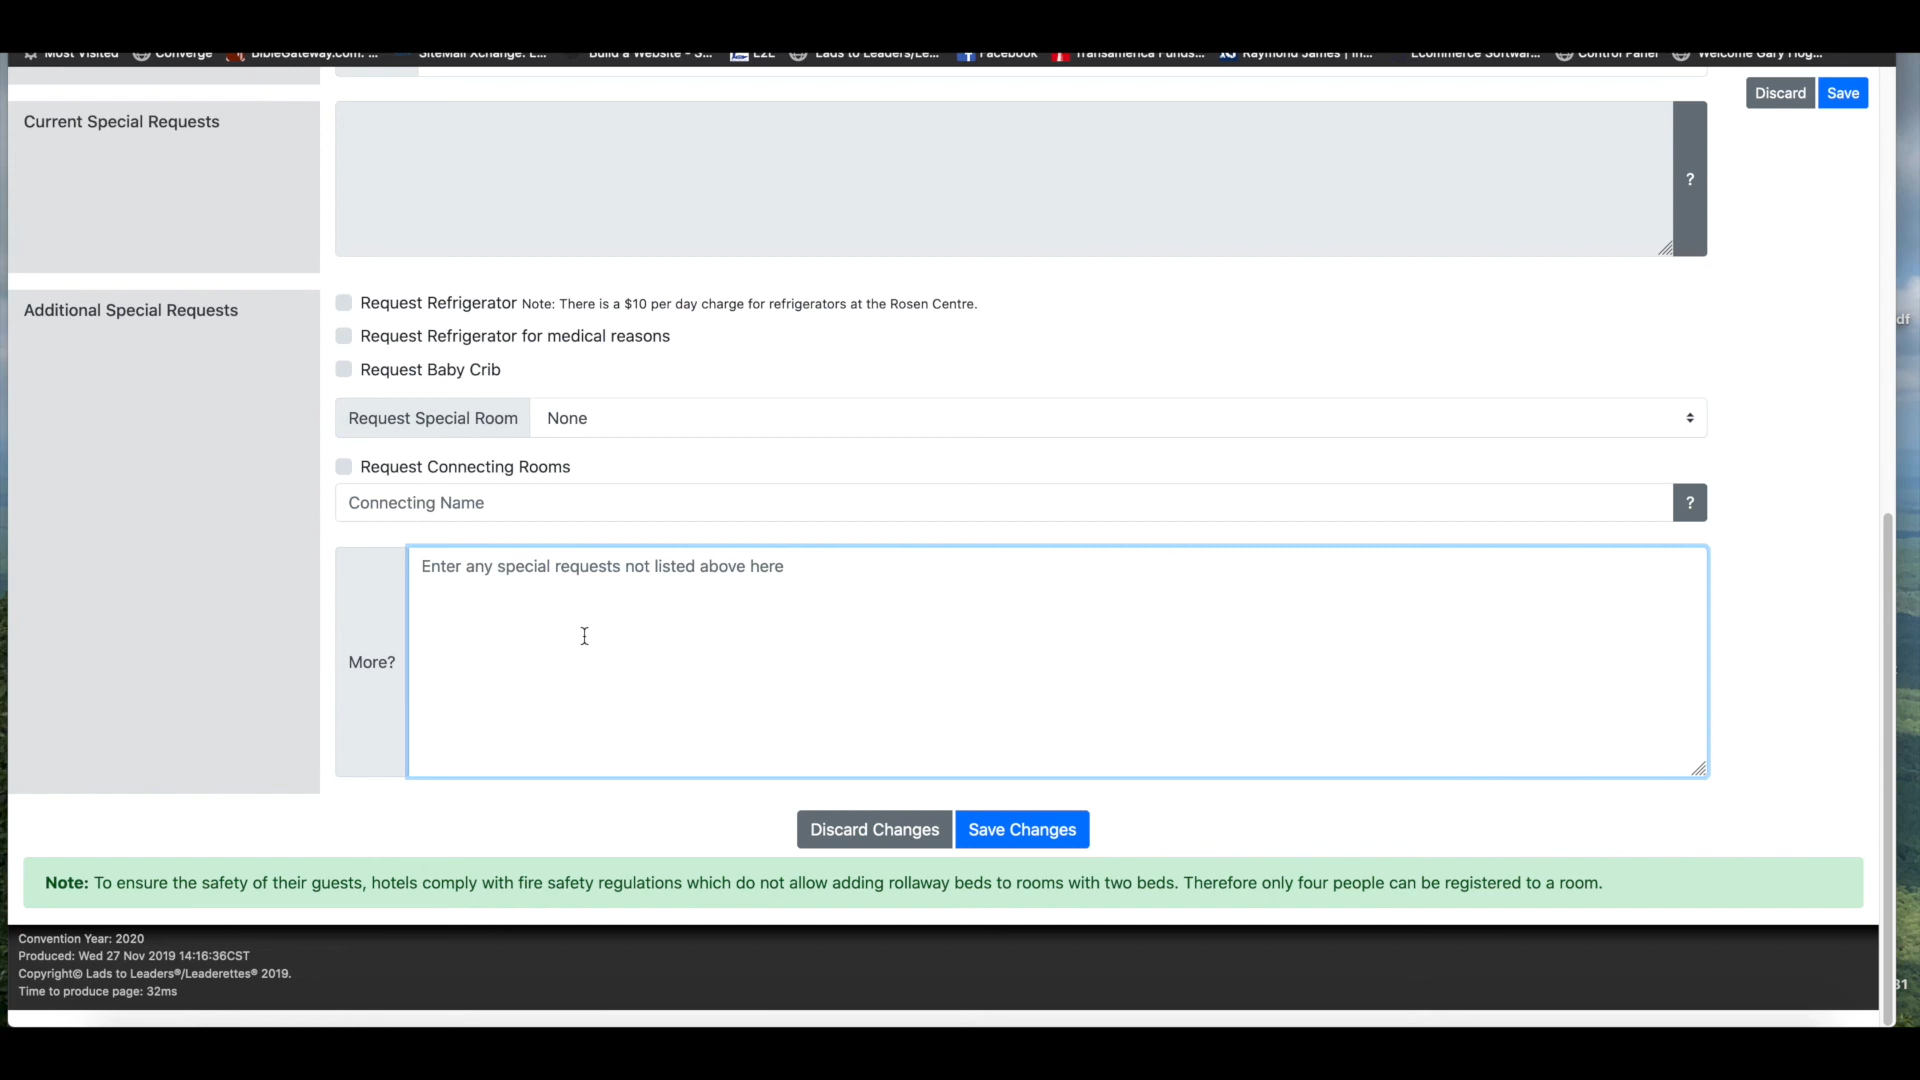 Most Visited Converge BibleGateway.com: ... SiteMail Xchange: E... Build a Website - S... E2E Lads to Leaders/Le... Facebook Transamerica Funds... Raymond James | In... Ecommerce Softwar... Control Panel Welcome Gary Hog...
Discard Save
Current Special Requests
?
Additional Special Requests
Request Refrigerator Note: There is a $10 per day charge for refrigerators at the Rosen Centre.
df
Request Refrigerator for medical reasons
Request Baby Crib
Request Special Room None
Request Connecting Rooms
Connecting Name ?
Enter any special requests not listed above here
More?
Discard Changes Save Changes
Note: To ensure the safety of their guests, hotels comply with fire safety regulations which do not allow adding rollaway beds to rooms with two beds. Therefore only four people can be registered to a room.
Convention Year: 2020
Produced: Wed 27 Nov 2019 14:16:36CST
Copyright© Lads to Leaders®/Leaderettes® 2019.
Time to produce page: 32ms